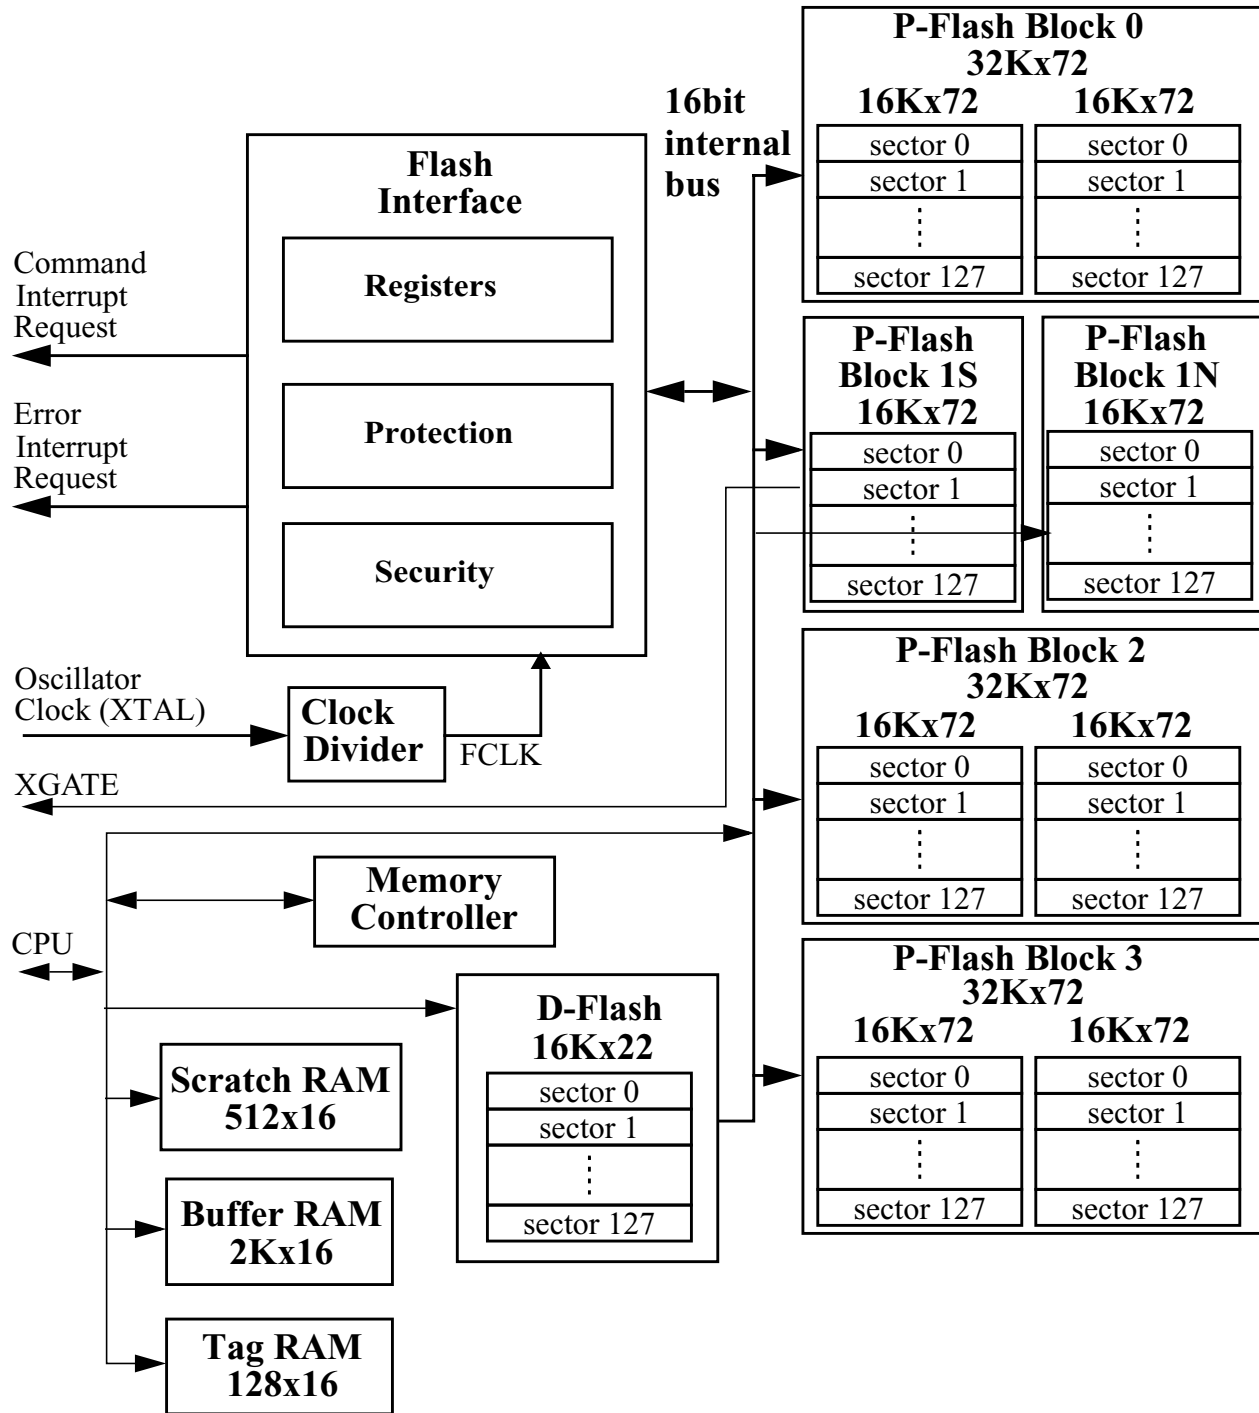 P-Flash Block 0
32Kx72
16Kx72
16Kx72
sector 0
sector 1
sector 127
sector 0
sector 1
sector 127
16bit
internal
bus
Flash
Interface
Registers
Protection
Security
Command
Interrupt
Request
Error
Interrupt
Request
P-Flash
Block 1S
16Kx72
sector 0
sector 1
sector 127
P-Flash
Block 1N
16Kx72
sector 0
sector 1
sector 127
Oscillator
Clock (XTAL)
Clock
Divider
FCLK
XGATE
P-Flash Block 2
32Kx72
16Kx72
16Kx72
sector 0
sector 1
sector 127
sector 0
sector 1
sector 127
Memory
Controller
CPU
D-Flash
16Kx22
sector 0
sector 1
sector 127
Scratch RAM
512x16
Buffer RAM
2Kx16
Tag RAM
128x16
P-Flash Block 3
32Kx72
16Kx72
16Kx72
sector 0
sector 1
sector 127
sector 0
sector 1
sector 127